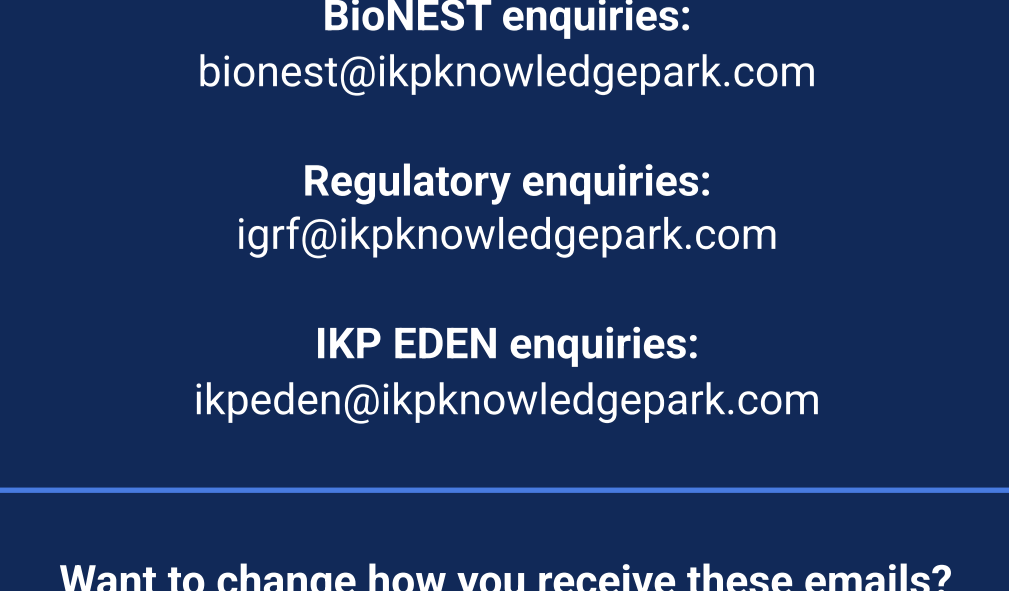 BioNEST enquiries:
bionest@ikpknowledgepark.com
Regulatory enquiries:
igrf@ikpknowledgepark.com
IKP EDEN enquiries:
ikpeden@ikpknowledgepark.com
Want to change how you receive these emails?